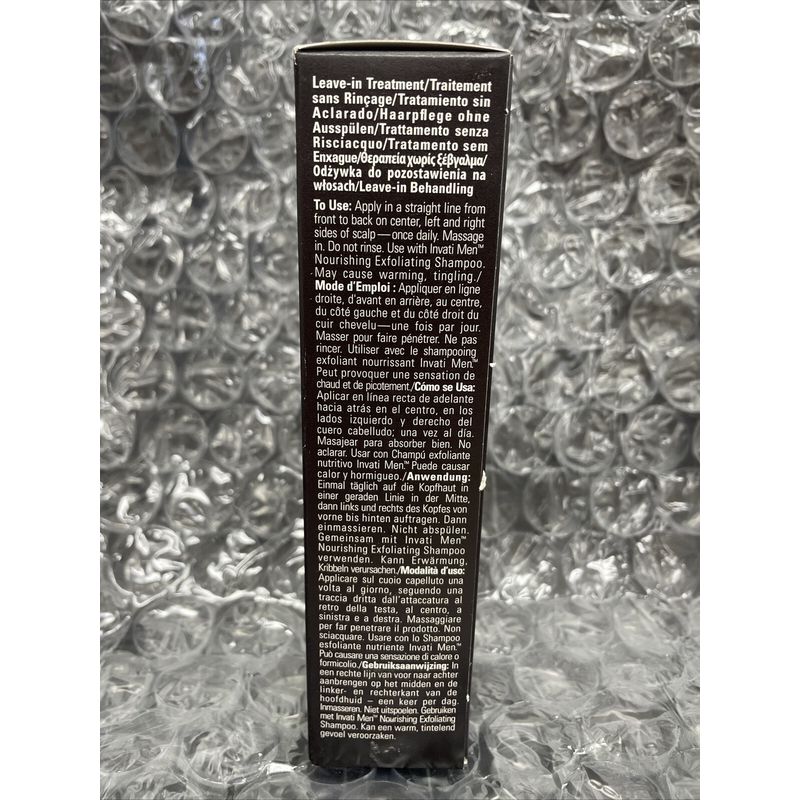 Leave-in Treatment/Traitement
sans Rinçage/Tratamiento sin
Aclarado/Haarpflege ohne
Ausspülen/Trattamento senza
Risciacquo/Tratamento sem
Enxague/Θεραπεία χωρίς ξέβγαλμα/
Odżywka do pozostawienia na
włosach/Leave-in Behandling
To Use: Apply in a straight line from
front to back on center, left and right
sides of scalp — once daily. Massage
in. Do not rinse. Use with Invati Men™
Nourishing Exfoliating Shampoo.
May cause warming, tingling./
Mode d'Emploi : Appliquer en ligne
droite, d'avant en arrière, au centre,
du côté gauche et du côté droit du
cuir chevelu — une fois par jour.
Masser pour faire pénétrer. Ne pas
rincer. Utiliser avec le shampooing
exfoliant nourrissant Invati Men.™
Peut provoquer une sensation de
chaud et de picotement./Cómo se Usa:
Aplicar en línea recta de adelante
hacia atrás en el centro, en los
lados izquierdo y derecho del
cuero cabelludo; una vez al día.
Masajear para absorber bien. No
aclarar. Usar con Champú exfoliante
nutritivo Invati Men.™ Puede causar
calor y hormigueo./Anwendung:
Einmal täglich auf die Kopfhaut in
einer geraden Linie in der Mitte,
dann links und rechts des Kopfes von
vorne bis hinten auftragen. Dann
einmassieren. Nicht abspülen.
Gemeinsam mit Invati Men™
Nourishing Exfoliating Shampoo
verwenden. Kann Erwärmung,
Kribbeln verursachen./Modalità d'uso:
Applicare sul cuoio capelluto una
volta al giorno, seguendo una
traccia dritta dall'attaccatura al
retro della testa, al centro, a
sinistra e a destra. Massaggiare
per far penetrare il prodotto. Non
sciacquare. Usare con lo Shampoo
esfoliante nutriente Invati Men.™
Può causare una sensazione di calore o
formicolio./Gebruiksaanwijzing: In
een rechte lijn van voor naar achter
aanbrengen op het midden en de
linker- en rechterkant van de
hoofdhuid – een keer per dag.
Inmasseren. Niet uitspoelen. Gebruiken
met Invati Men™ Nourishing Exfoliating
Shampoo. Kan een warm, tintelend
gevoel veroorzaken.